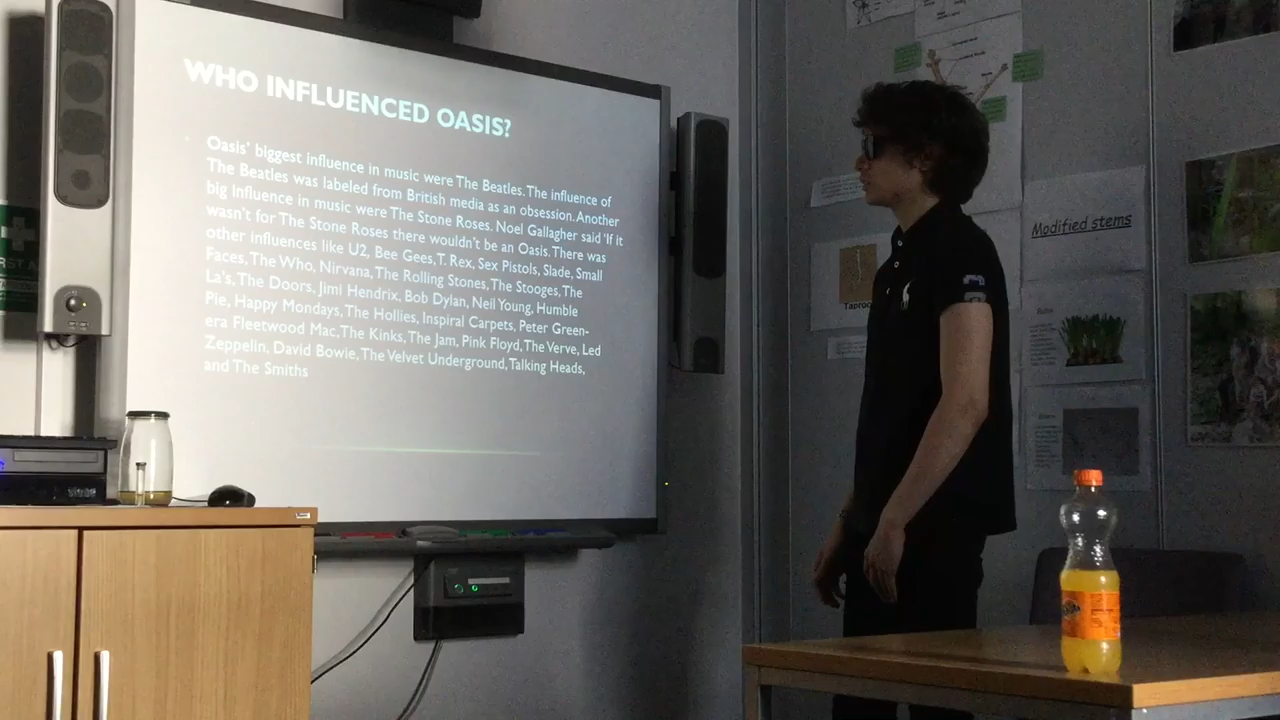 WHO INFLUENCED OASIS?
Oasis' biggest influence in music were The Beatles. The influence of
The Beatles was labeled from British media as an obsession. Another
big influence in music were The Stone Roses. Noel Gallagher said 'If it
wasn't for The Stone Roses there wouldn't be an Oasis. There was
other influences like U2, Bee Gees, T. Rex, Sex Pistols, Slade, Small
Faces, The Who, Nirvana, The Rolling Stones, The Stooges, The
La's, The Doors, Jimi Hendrix, Bob Dylan, Neil Young, Humble
Pie, Happy Mondays, The Hollies, Inspiral Carpets, Peter Green-
era Fleetwood Mac, The Kinks, The Jam, Pink Floyd, The Verve, Led
Zeppelin, David Bowie, The Velvet Underground, Talking Heads,
and The Smiths
Modified stems
Taproo